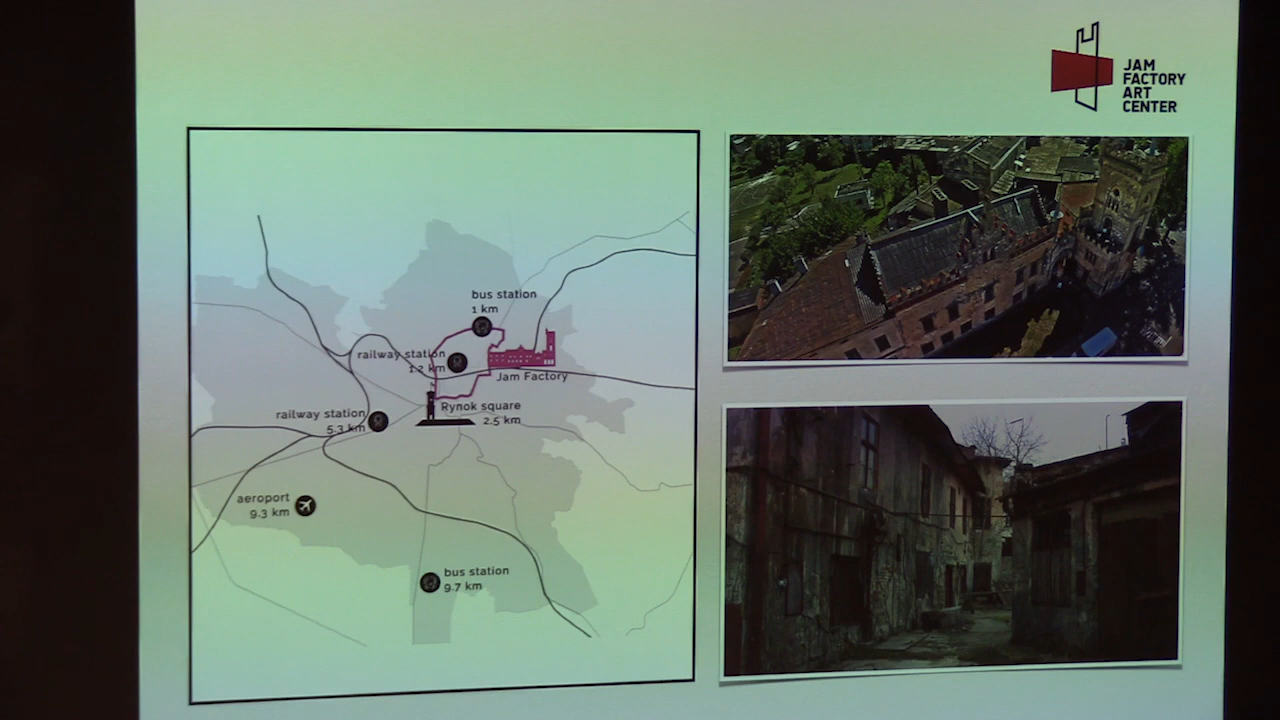 JAM
FACTORY
ART
CENTER
bus station
1 km
railway station
1.2 km
Jam Factory
Rynok square
2.5 km
railway station
5.3 km
aeroport
9.3 km
bus station
9.7 km